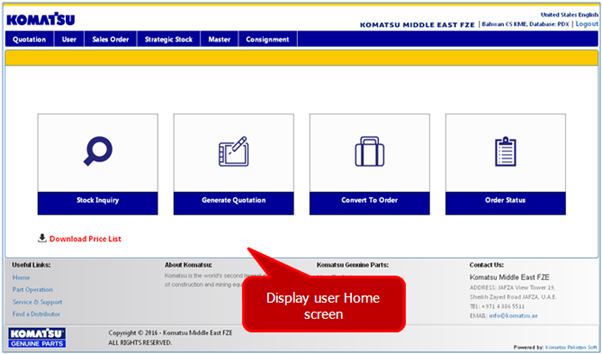 KOMATSU
United States English
KOMATSU MIDDLE EAST FZE | Bahman CS KME, Database: PDX | Logout
Quotation User Sales Order Strategic Stock Master Consignment
Stock Inquiry Generate Quotation Convert To Order Order Status
Download Price List
Useful Links: About Komatsu: Komatsu Genuine Parts: Contact Us:
Home Komatsu is the world's second Komatsu Middle East FZE
Part Operation of construction and mining ADDRESS: JAFZA View Tower 19,
Service & Support Sheikh Zayed Road JAFZA, U.A.E.
Find a Distributor TEL: +971 4 886 5511
EMAIL: info@komatsu.ae
Display user Home
screen
KOMATSU
GENUINE PARTS
Copyright © 2016 - Komatsu Middle East FZE
ALL RIGHTS RESERVED.
Powered by: Komatsu Pakistan Soft